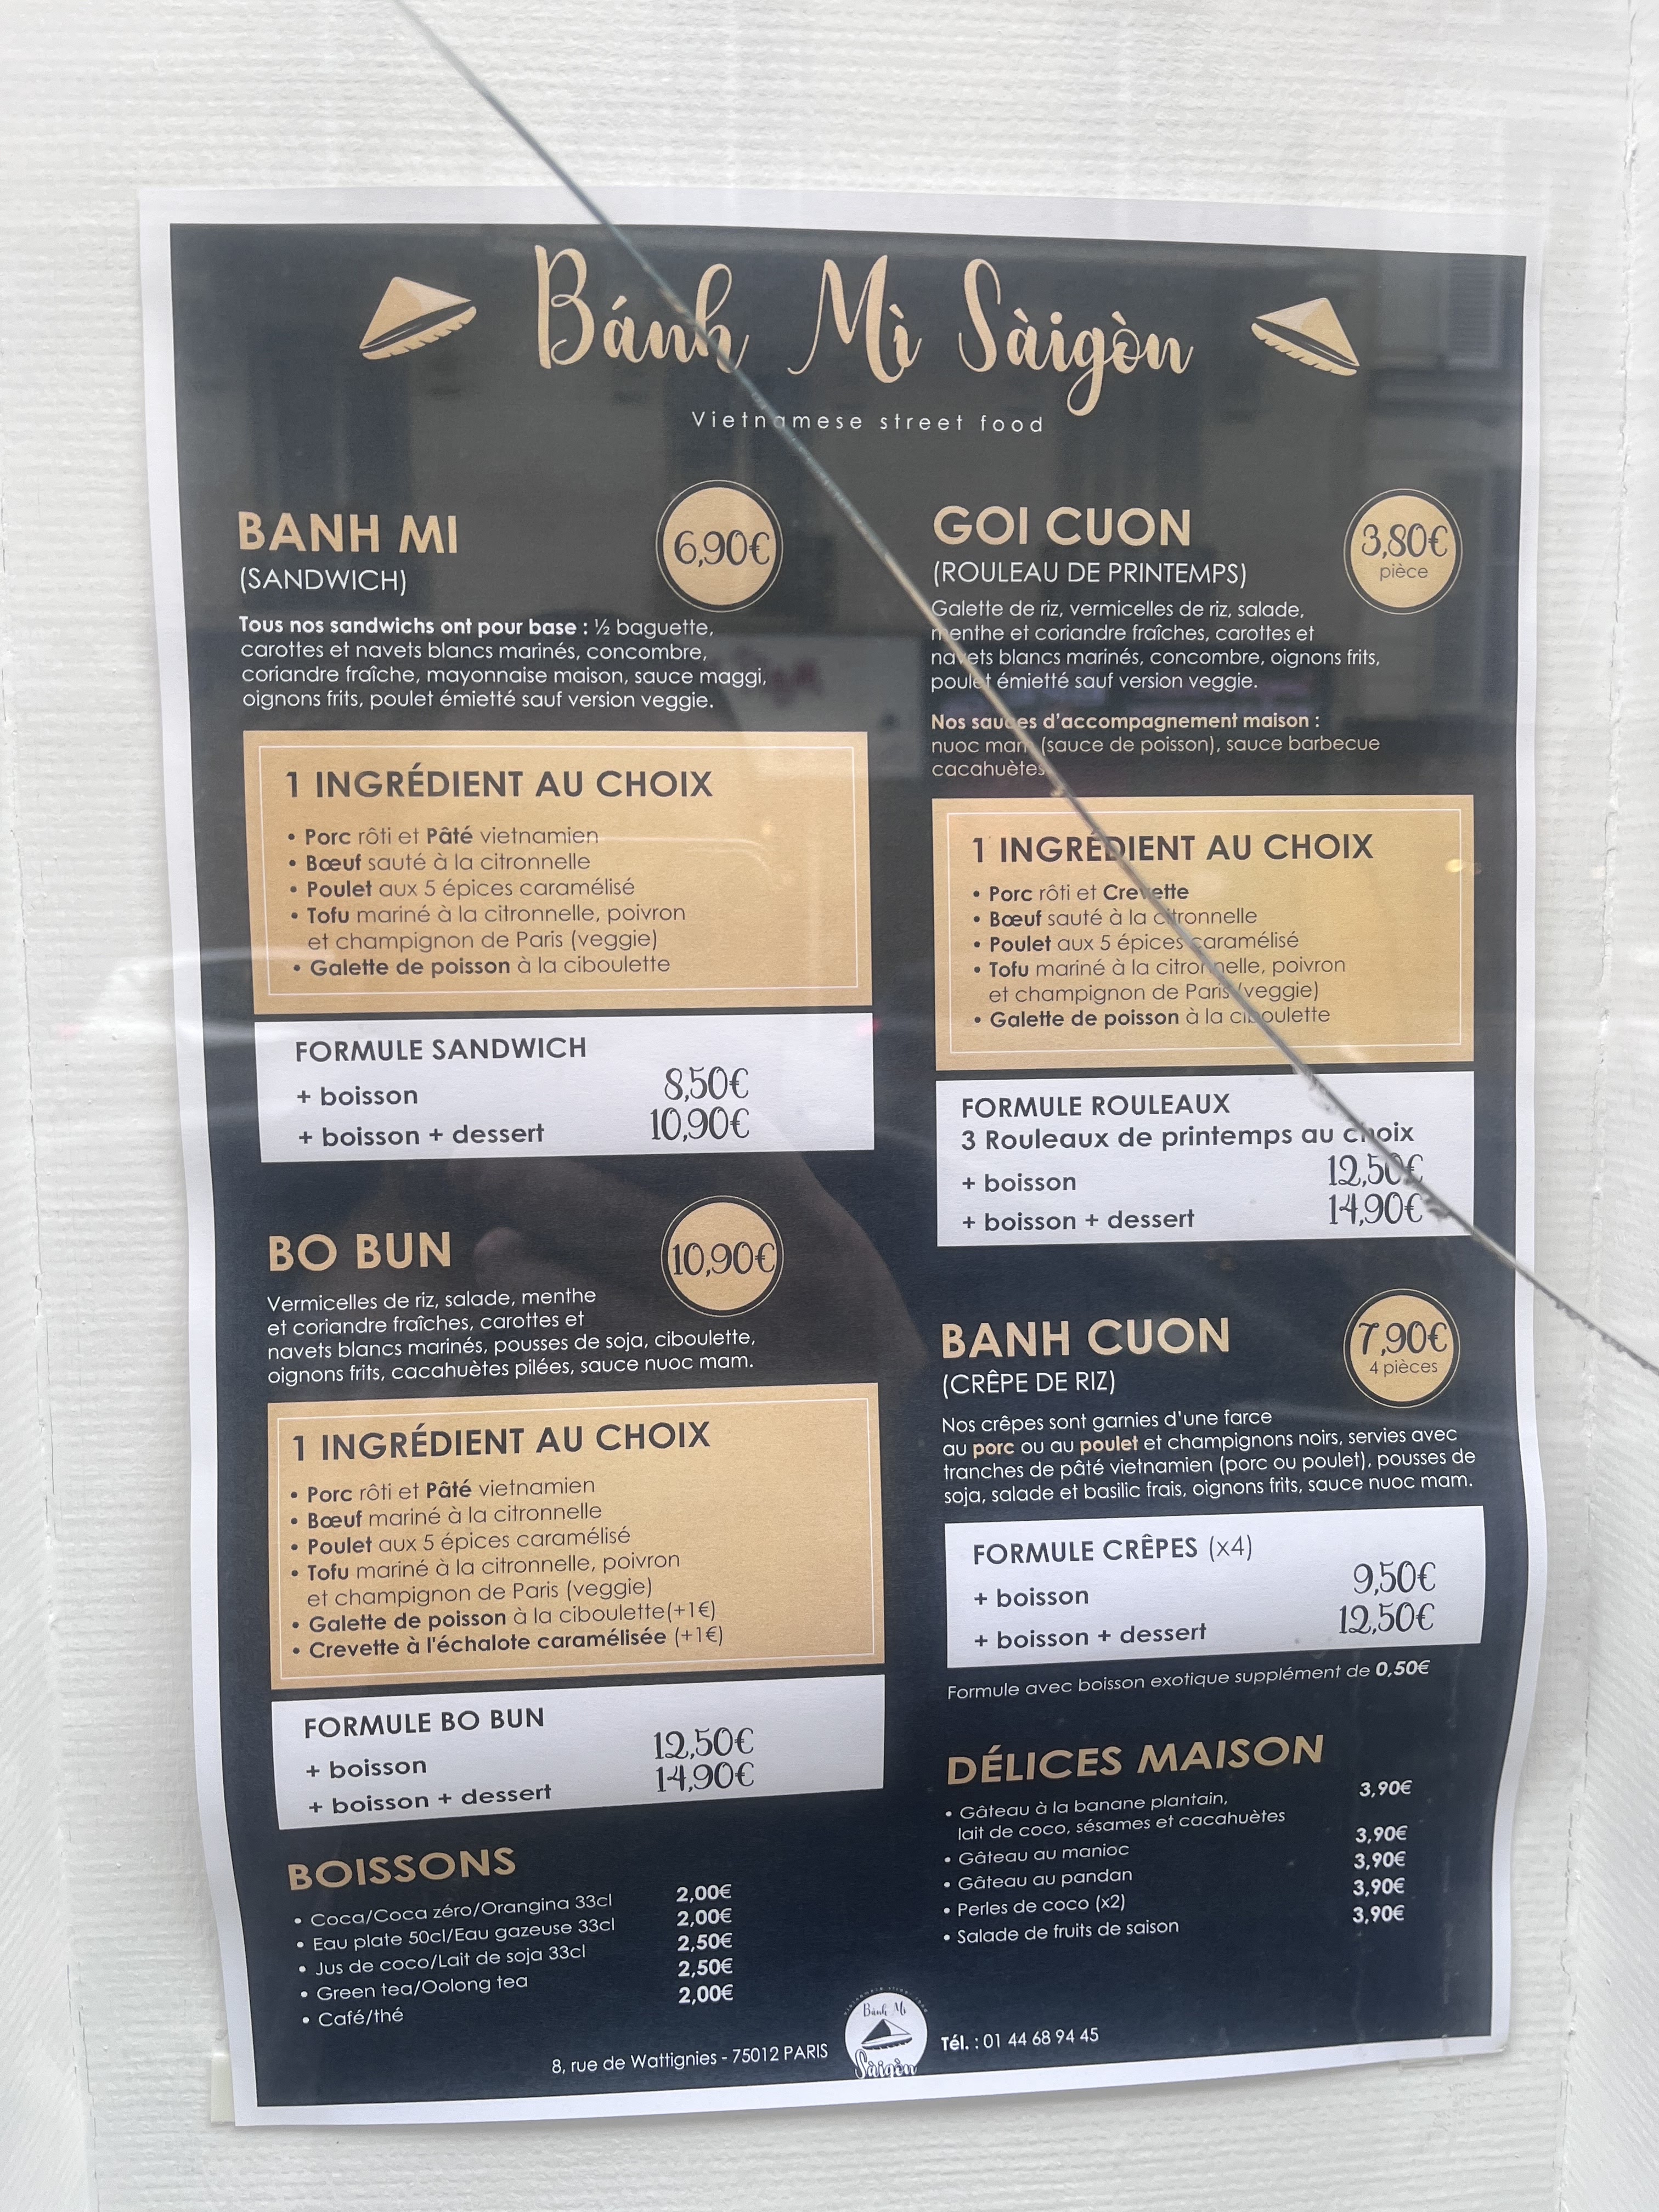 Bánh Mì Sàigòn
Vietnamese street food
BANH MI
(SANDWICH)
6,90€
Tous nos sandwichs ont pour base : ½ baguette,
carottes et navets blancs marinés, concombre,
coriandre fraîche, mayonnaise maison, sauce maggi,
oignons frits, poulet émietté sauf version veggie.
1 INGRÉDIENT AU CHOIX
• Porc rôti et Pâté vietnamien
• Bœuf sauté à la citronnelle
• Poulet aux 5 épices caramélisé
• Tofu mariné à la citronnelle, poivron
et champignon de Paris (veggie)
• Galette de poisson à la ciboulette
FORMULE SANDWICH
+ boisson 8,50€
+ boisson + dessert 10,90€
BO BUN
10,90€
Vermicelles de riz, salade, menthe
et coriandre fraîches, carottes et
navets blancs marinés, pousses de soja, ciboulette,
oignons frits, cacahuètes pilées, sauce nuoc mam.
1 INGRÉDIENT AU CHOIX
• Porc rôti et Pâté vietnamien
• Bœuf mariné à la citronnelle
• Poulet aux 5 épices caramélisé
• Tofu mariné à la citronnelle, poivron
et champignon de Paris (veggie)
• Galette de poisson à la ciboulette(+1€)
• Crevette à l'échalote caramélisée (+1€)
FORMULE BO BUN
+ boisson 12,50€
+ boisson + dessert 14,90€
BOISSONS
• Coca/Coca zéro/Orangina 33cl 2,00€
• Eau plate 50cl/Eau gazeuse 33cl 2,00€
• Jus de coco/Lait de soja 33cl 2,50€
• Green tea/Oolong tea 2,50€
• Café/thé 2,00€
GOI CUON
(ROULEAU DE PRINTEMPS)
3,80€
pièce
Galette de riz, vermicelles de riz, salade,
menthe et coriandre fraîches, carottes et
navets blancs marinés, concombre, oignons frits,
poulet émietté sauf version veggie.
Nos sauces d'accompagnement maison :
nuoc mam (sauce de poisson), sauce barbecue
cacahuètes
1 INGRÉDIENT AU CHOIX
• Porc rôti et Crevette
• Bœuf sauté à la citronnelle
• Poulet aux 5 épices caramélisé
• Tofu mariné à la citronnelle, poivron
et champignon de Paris (veggie)
• Galette de poisson à la ciboulette
FORMULE ROULEAUX
3 Rouleaux de printemps au choix
+ boisson 12,50€
+ boisson + dessert 14,90€
BANH CUON
(CRÊPE DE RIZ)
7,90€
4 pièces
Nos crêpes sont garnies d'une farce
au porc ou au poulet et champignons noirs, servies avec
tranches de pâté vietnamien (porc ou poulet), pousses de
soja, salade et basilic frais, oignons frits, sauce nuoc mam.
FORMULE CRÊPES (x4)
+ boisson 9,50€
+ boisson + dessert 12,50€
Formule avec boisson exotique supplément de 0,50€
DÉLICES MAISON
• Gâteau à la banane plantain, 3,90€
lait de coco, sésames et cacahuètes
• Gâteau au manioc 3,90€
• Gâteau au pandan 3,90€
• Perles de coco (x2) 3,90€
• Salade de fruits de saison 3,90€
8, rue de Wattignies - 75012 PARIS
Bánh Mì
Sàigòn
Tél. : 01 44 68 94 45